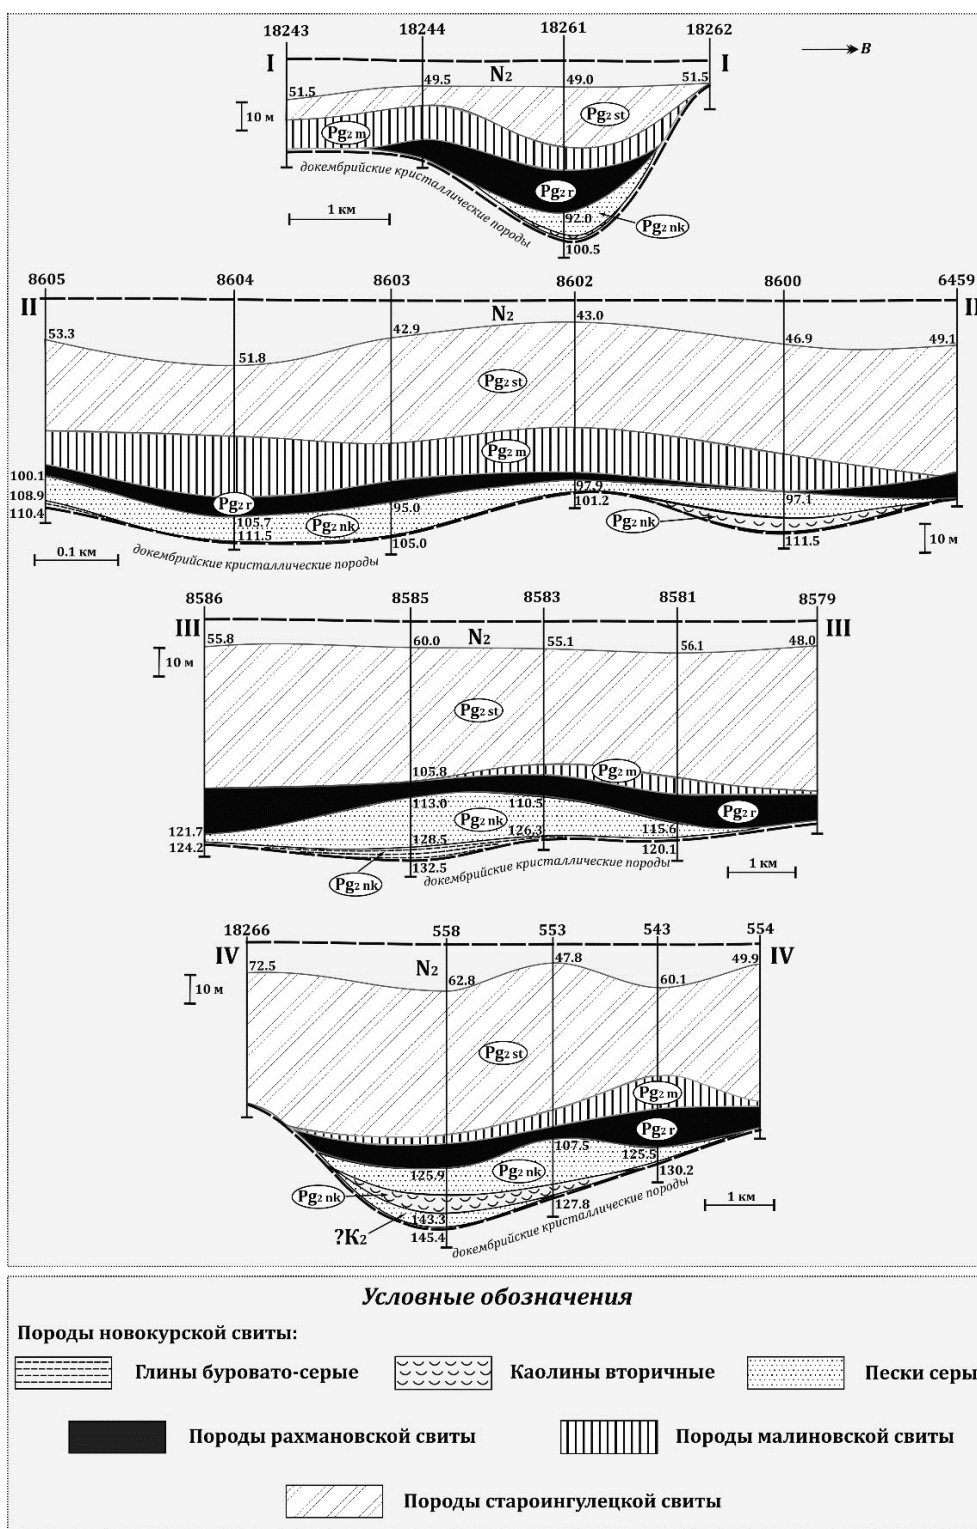 18243 18244 18261 18262
I I В
N₂
51.5 49.5 49.0 51.5
10 м
Pg₂ st
Pg₂ m
докембрийские кристаллические породы
Pg₂ r
1 км
92.0
Pg₂ nk
100.5
8605 8604 8603 8602 8600 6459
II II
N₂
53.3 51.8 42.9 43.0 46.9 49.1
Pg₂ st
Pg₂ m
100.1
108.9
110.4
Pg₂ r
105.7
111.5
Pg₂ nk
95.0
105.0
97.9
101.2
Pg₂ nk
97.1
111.5
10 м
0.1 км
докембрийские кристаллические породы
8586 8585 8583 8581 8579
III III
N₂
55.8 60.0 55.1 56.1 48.0
10 м
Pg₂ st
105.8
Pg₂ m
113.0 110.5
Pg₂ r
Pg₂ nk
121.7
124.2
128.5 126.3 115.6
120.1
132.5
Pg₂ nk
докембрийские кристаллические породы
1 км
18266 558 553 543 554
IV IV
N₂
72.5 62.8 47.8 60.1 49.9
10 м
Pg₂ st
Pg₂ m
Pg₂ r
107.5
125.5
125.9
Pg₂ nk
130.2
Pg₂ nk
127.8
?K₂
143.3
145.4
докембрийские кристаллические породы
1 км
Условные обозначения
Породы новокурской свиты:
Глины буровато-серые Каолины вторичные Пески серы
Породы рахмановской свиты Породы малиновской свиты
Породы староингулецкой свиты